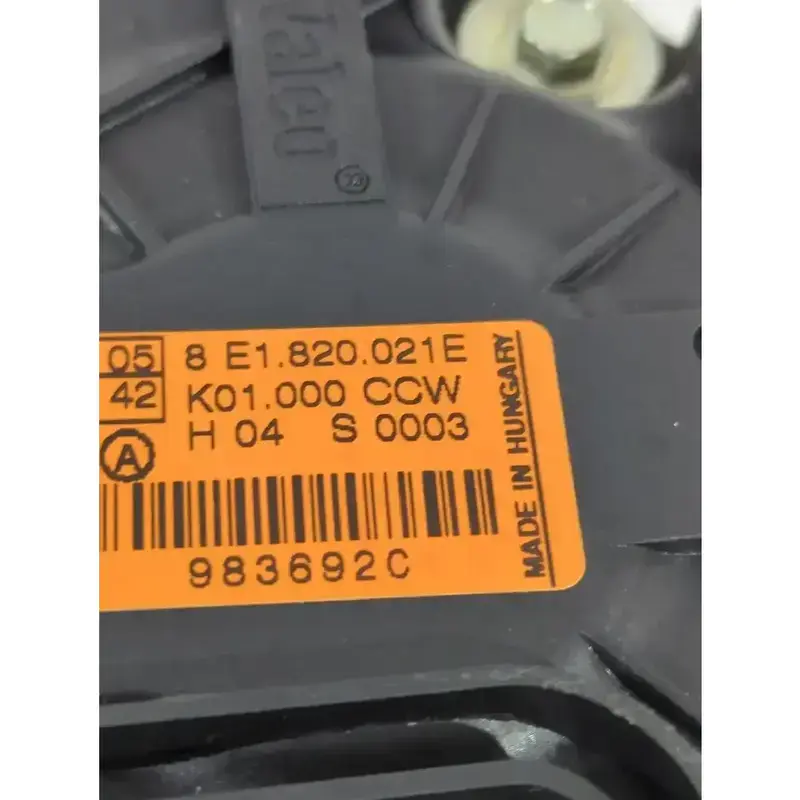 Valeo
05 8 E1.820.021E
42 K01.000 CCW
A H 04 S 0003
983692C
MADE IN HUNGARY